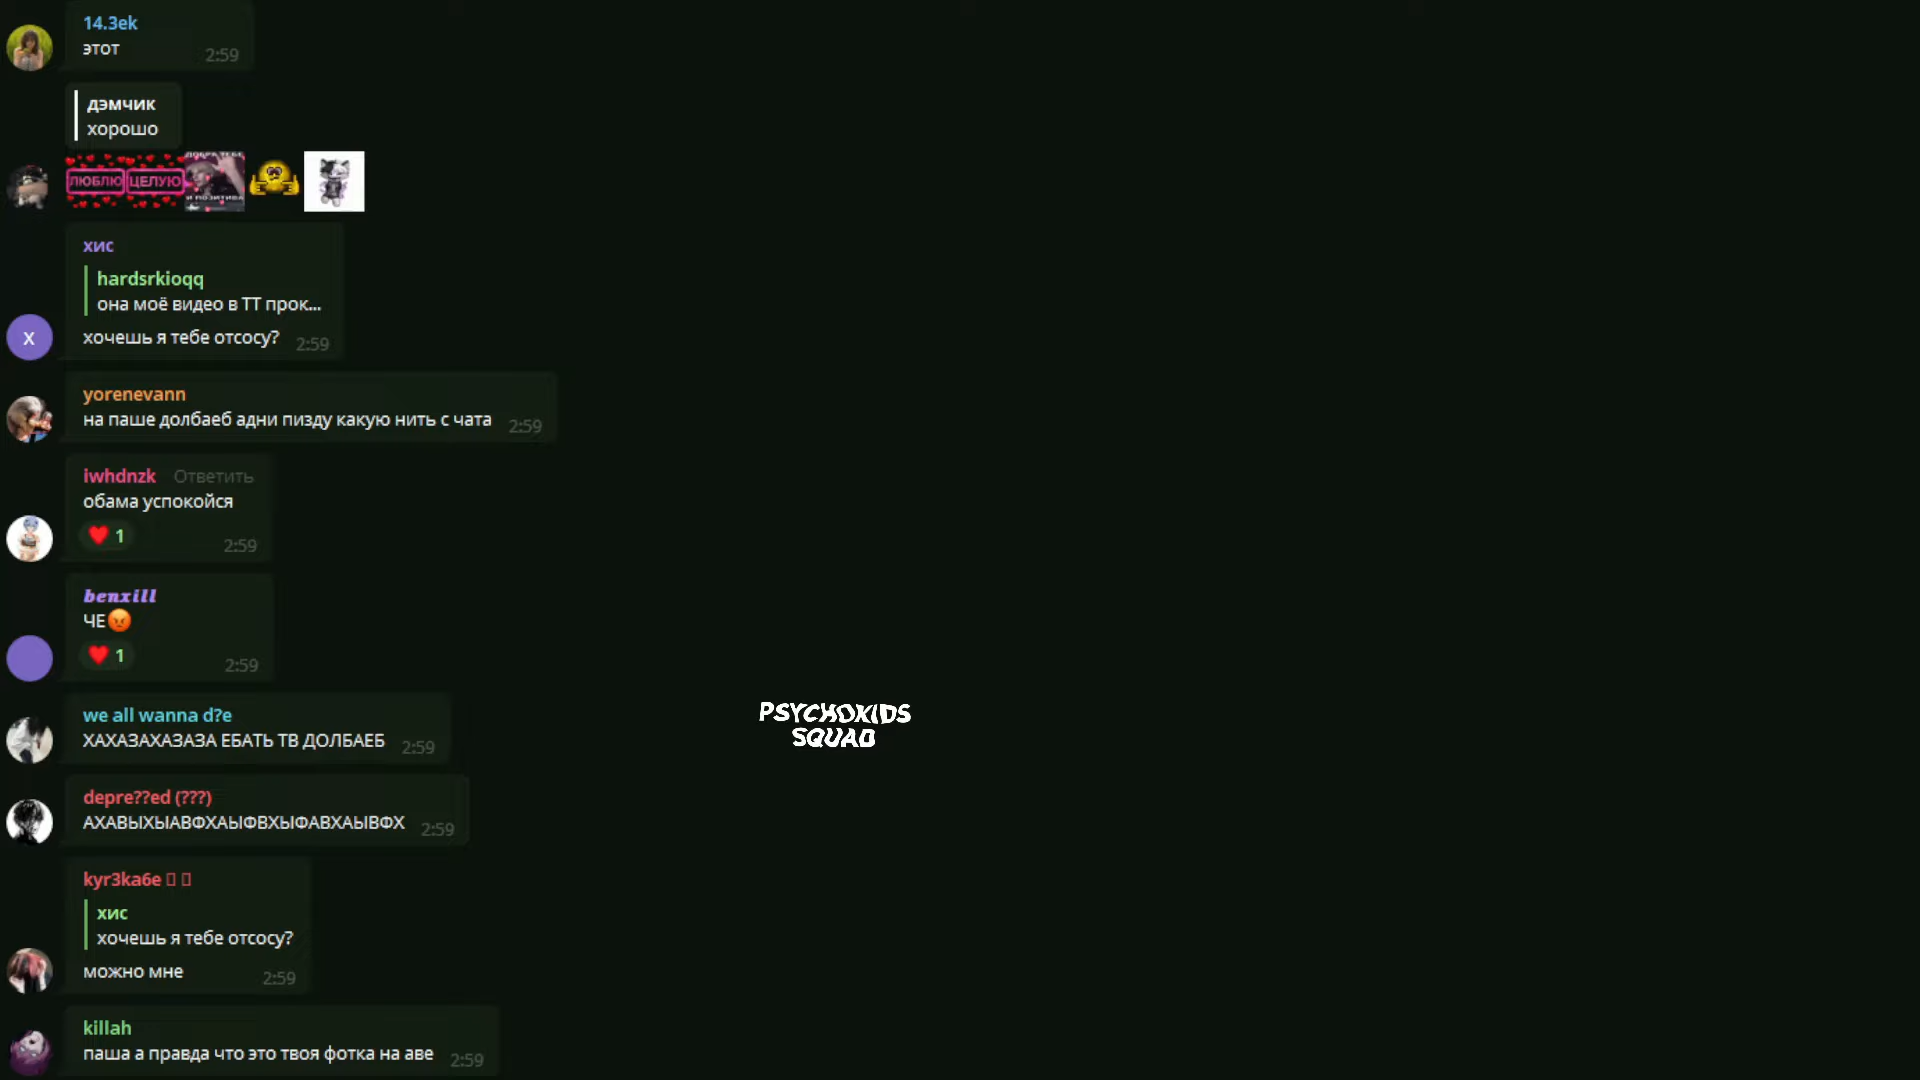 14.3ek
этот
2:59
дэмчик
хорошо
ЛЮБЛЮ ЦЕЛУЮ
ДОБРА ТЕБЕ
И ПОЗИТИВА
хис
hardsrkioqq
она моё видео в ТТ прок...
хочешь я тебе отсосу? 2:59
X
yorenevann
на паше долбаеб адни пизду какую нить с чата 2:59
iwhdnzk Ответить
обама успокойся
1
2:59
benxill
ЧЕ
1
2:59
we all wanna d?e
ХАХАЗАХАЗАЗА ЕБАТЬ ТВ ДОЛБАЕБ 2:59
PSYCHOKIDS
SQUAD
depre??ed (???)
АХАВЫХЫАВФХАЫФВХЫФАВХАЫВФХ 2:59
kyr3ka6e
хис
хочешь я тебе отсосу?
можно мне 2:59
killah
паша а правда что это твоя фотка на аве 2:59